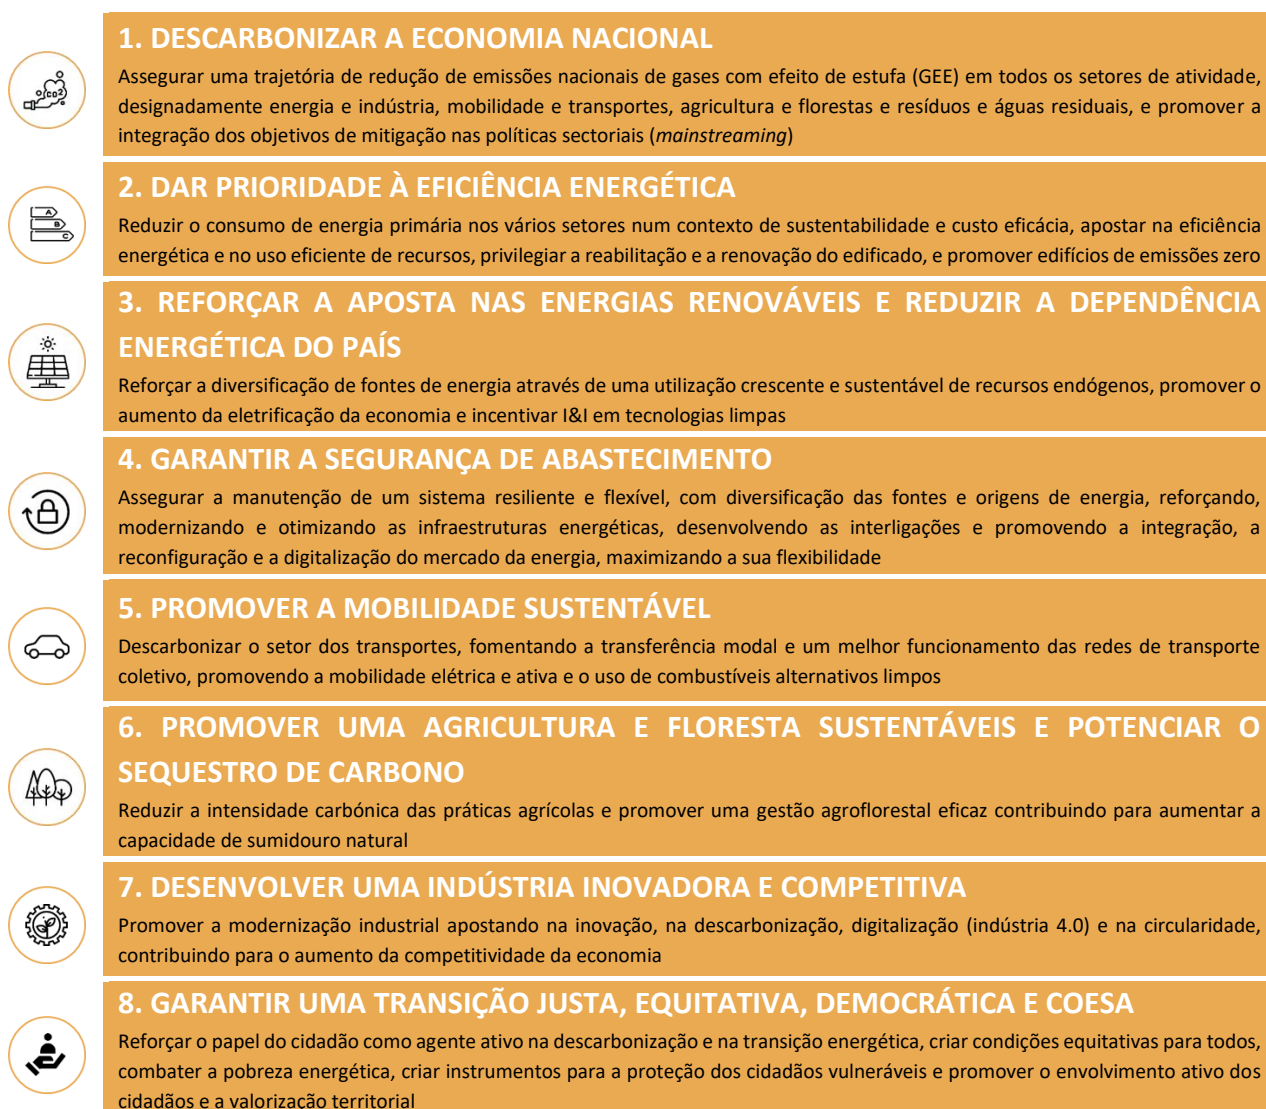 1. DESCARBONIZAR A ECONOMIA NACIONAL
Assegurar uma trajetória de redução de emissões nacionais de gases com efeito de estufa (GEE) em todos os setores de atividade,
designadamente energia e indústria, mobilidade e transportes, agricultura e florestas e resíduos e águas residuais, e promover a
integração dos objetivos de mitigação nas políticas sectoriais (mainstreaming)
CO2
2. DAR PRIORIDADE À EFICIÊNCIA ENERGÉTICA
A
B
C
Reduzir o consumo de energia primária nos vários setores num contexto de sustentabilidade e custo eficácia, apostar na eficiência
energética e no uso eficiente de recursos, privilegiar a reabilitação e a renovação do edificado, e promover edifícios de emissões zero
3. REFORÇAR A APOSTA NAS ENERGIAS RENOVÁVEIS E REDUZIR A DEPENDÊNCIA
ENERGÉTICA DO PAÍS
Reforçar a diversificação de fontes de energia através de uma utilização crescente e sustentável de recursos endógenos, promover o
aumento da eletrificação da economia e incentivar I&I em tecnologias limpas
4. GARANTIR A SEGURANÇA DE ABASTECIMENTO
Assegurar a manutenção de um sistema resiliente e flexível, com diversificação das fontes e origens de energia, reforçando,
modernizando e otimizando as infraestruturas energéticas, desenvolvendo as interligações e promovendo a integração, a
reconfiguração e a digitalização do mercado da energia, maximizando a sua flexibilidade
5. PROMOVER A MOBILIDADE SUSTENTÁVEL
Descarbonizar o setor dos transportes, fomentando a transferência modal e um melhor funcionamento das redes de transporte
coletivo, promovendo a mobilidade elétrica e ativa e o uso de combustíveis alternativos limpos
6. PROMOVER UMA AGRICULTURA E FLORESTA SUSTENTÁVEIS E POTENCIAR O
SEQUESTRO DE CARBONO
Reduzir a intensidade carbónica das práticas agrícolas e promover uma gestão agroflorestal eficaz contribuindo para aumentar a
capacidade de sumidouro natural
7. DESENVOLVER UMA INDÚSTRIA INOVADORA E COMPETITIVA
Promover a modernização industrial apostando na inovação, na descarbonização, digitalização (indústria 4.0) e na circularidade,
contribuindo para o aumento da competitividade da economia
8. GARANTIR UMA TRANSIÇÃO JUSTA, EQUITATIVA, DEMOCRÁTICA E COESA
Reforçar o papel do cidadão como agente ativo na descarbonização e na transição energética, criar condições equitativas para todos,
combater a pobreza energética, criar instrumentos para a proteção dos cidadãos vulneráveis e promover o envolvimento ativo dos
cidadãos e a valorização territorial